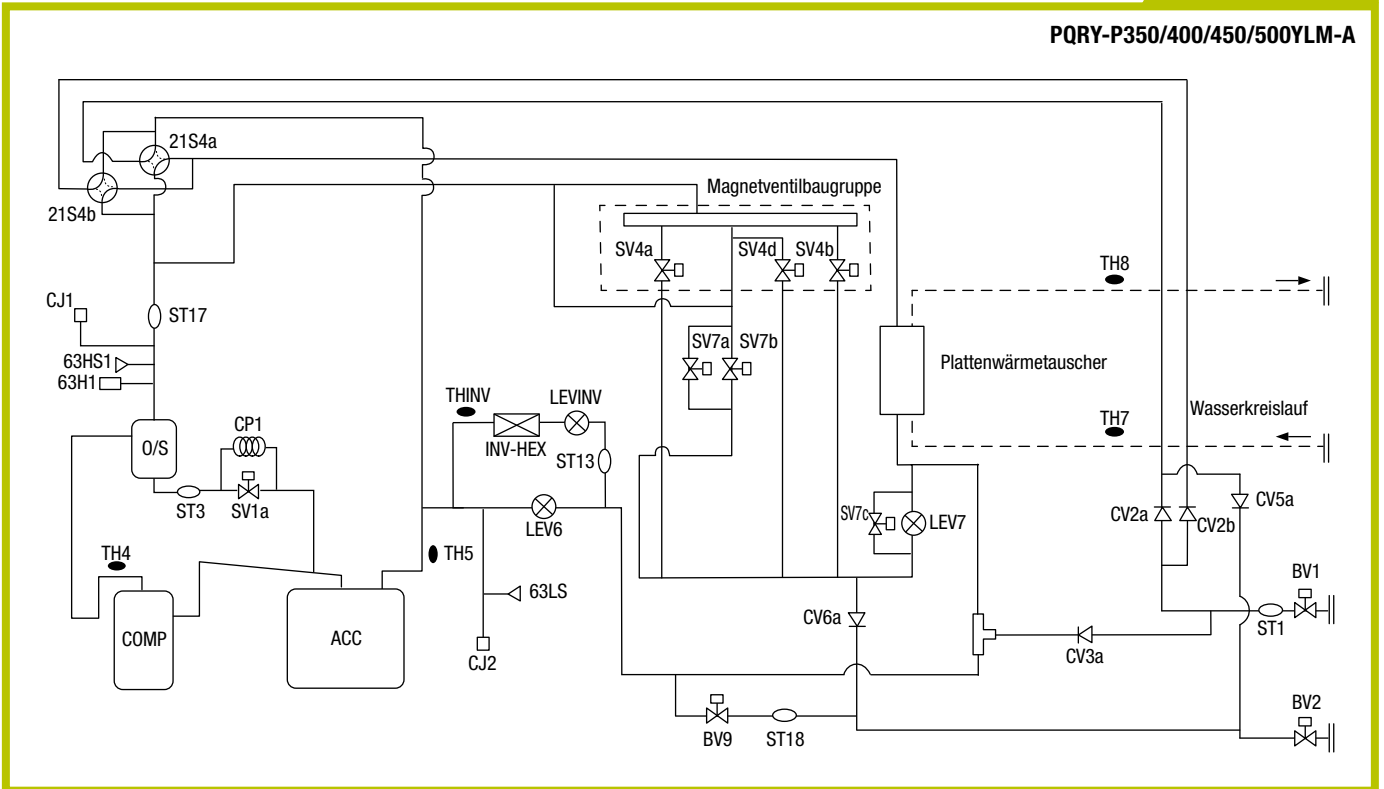 PQRY-P350/400/450/500YLM-A
21S4a
Magnetventilbaugruppe
21S4b
SV4a
SV4d
SV4b
TH8
CJ1
ST17
SV7a
SV7b
Plattenwärmetauscher
63HS1
63H1
THINV
LEVINV
TH7
Wasserkreislauf
CP1
O/S
INV-HEX
ST13
ST3
SV1a
LEV6
SV7c
LEV7
CV2a
CV2b
CV5a
TH4
TH5
63LS
BV1
CV6a
ST1
COMP
ACC
CJ2
CV3a
BV2
BV9
ST18